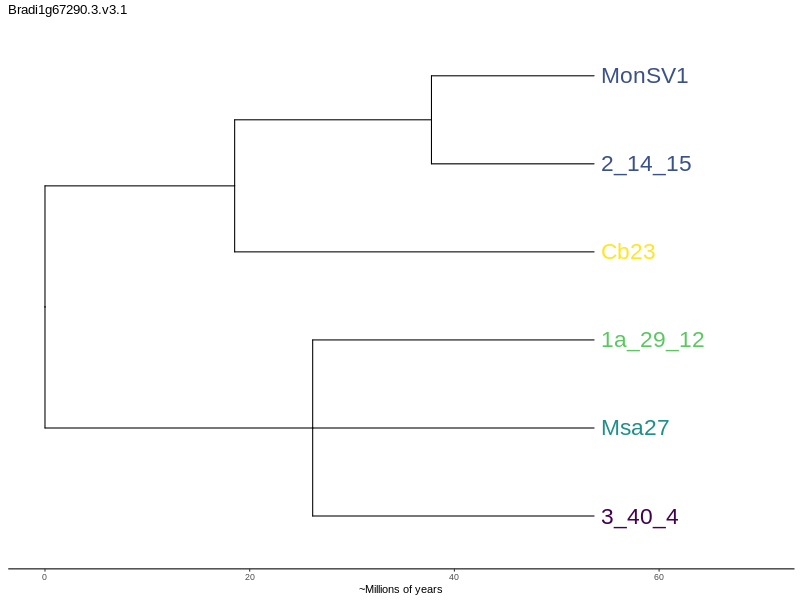 Bradi1g67290.3.v3.1
MonSV1
2_14_15
Cb23
1a_29_12
Msa27
3_40_4
0 20 40 60
~Millions of years